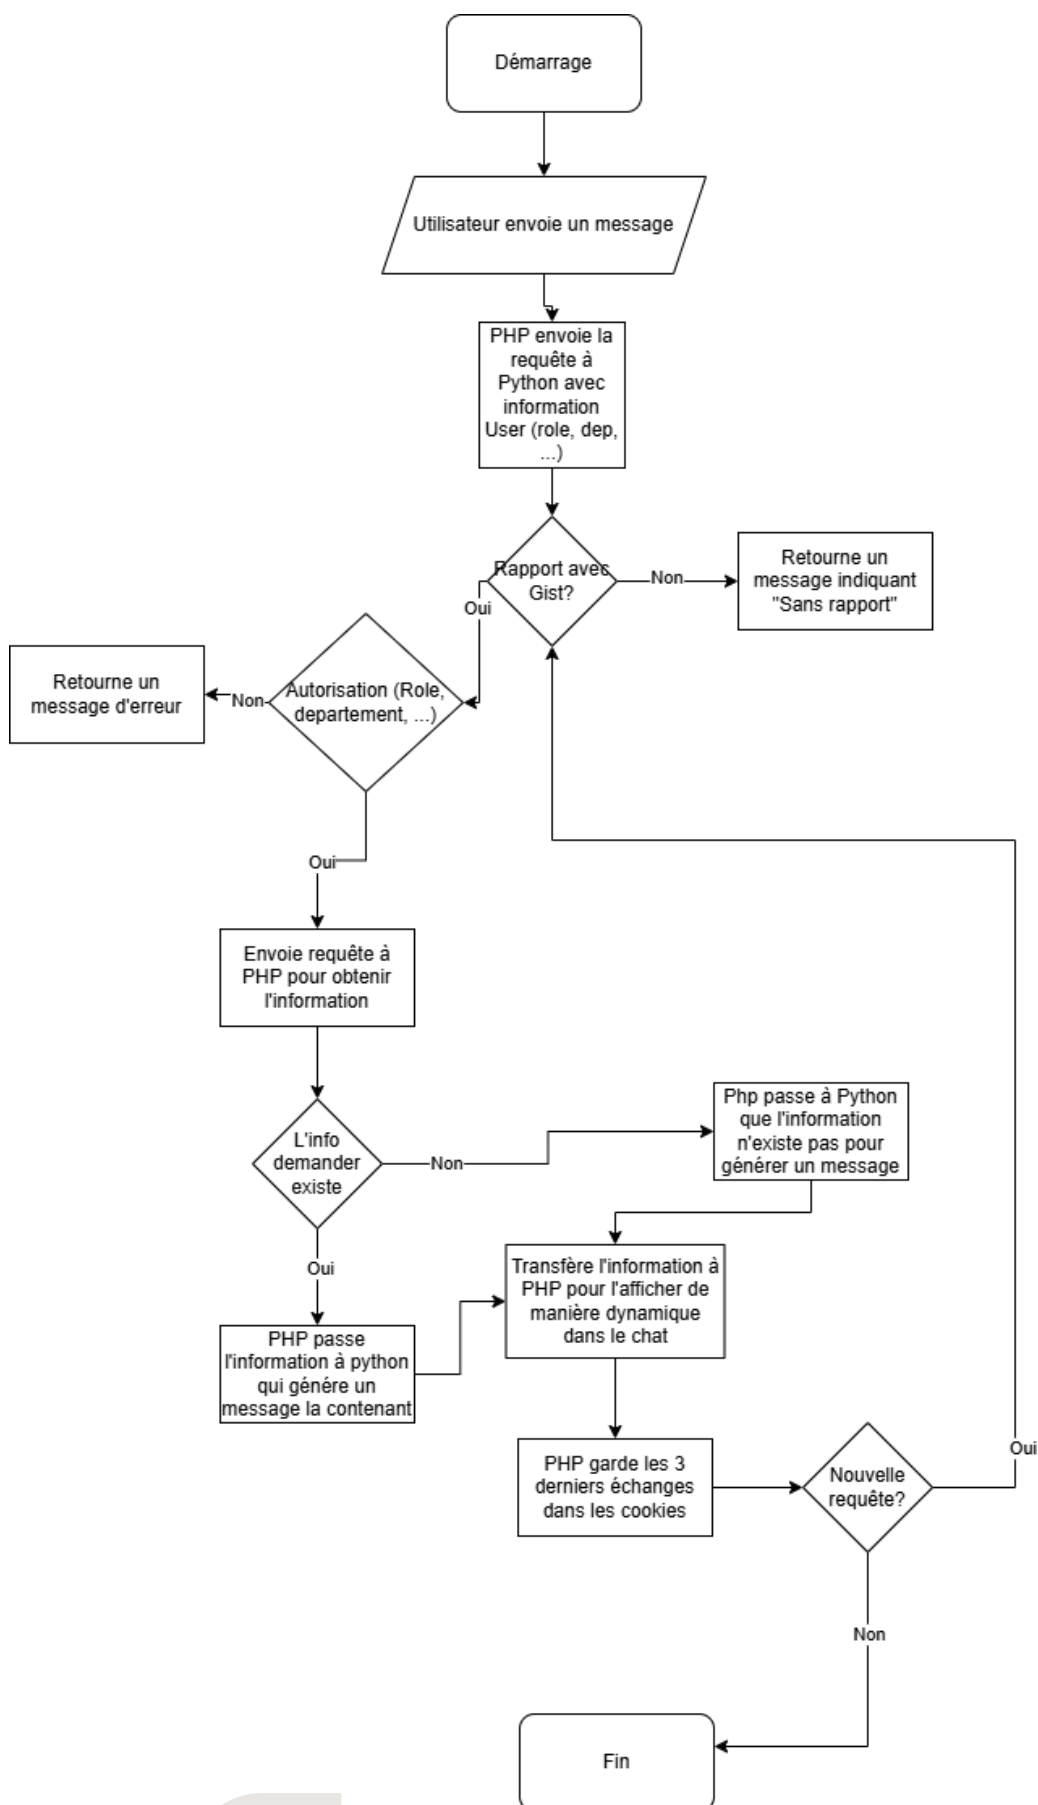 Démarrage
Utilisateur envoie un message
PHP envoie la
requête à
Python avec
information
User (role, dep,
...)
Rapport avec
Gist?
Non
Retourne un
message indiquant
"Sans rapport"
Oui
Autorisation (Role,
departement, ...)
Non
Retourne un
message d'erreur
Oui
Envoie requête à
PHP pour obtenir
l'information
L'info
demander
existe
Non
Php passe à Python
que l'information
n'existe pas pour
générer un message
Oui
Transfère l'information à
PHP pour l'afficher de
manière dynamique
dans le chat
PHP passe
l'information à python
qui génére un
message la contenant
PHP garde les 3
derniers échanges
dans les cookies
Nouvelle
requête?
Oui
Non
Fin